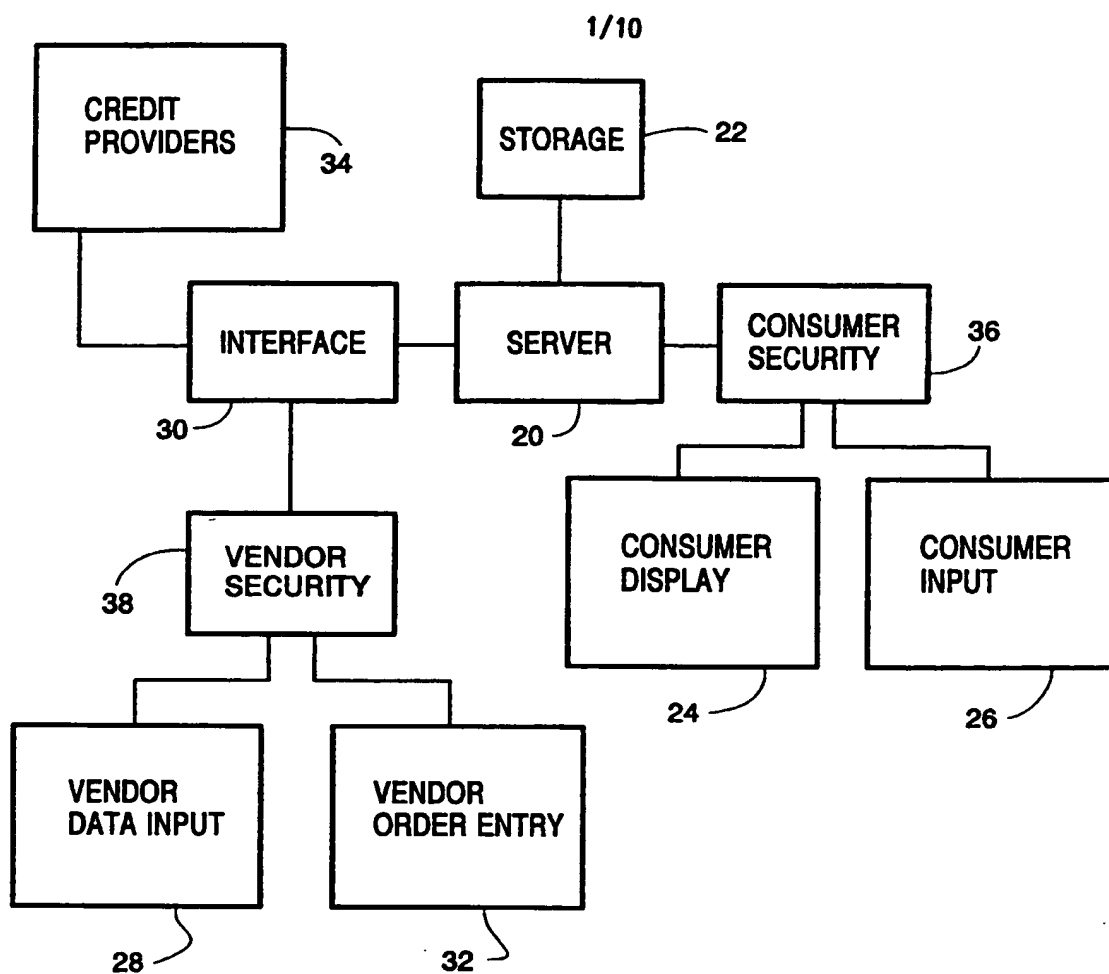 1/10
CREDIT
PROVIDERS
34
STORAGE
22
INTERFACE
30
SERVER
20
CONSUMER
SECURITY
36
VENDOR
SECURITY
38
CONSUMER
DISPLAY
24
CONSUMER
INPUT
26
VENDOR
DATA INPUT
28
VENDOR
ORDER ENTRY
32